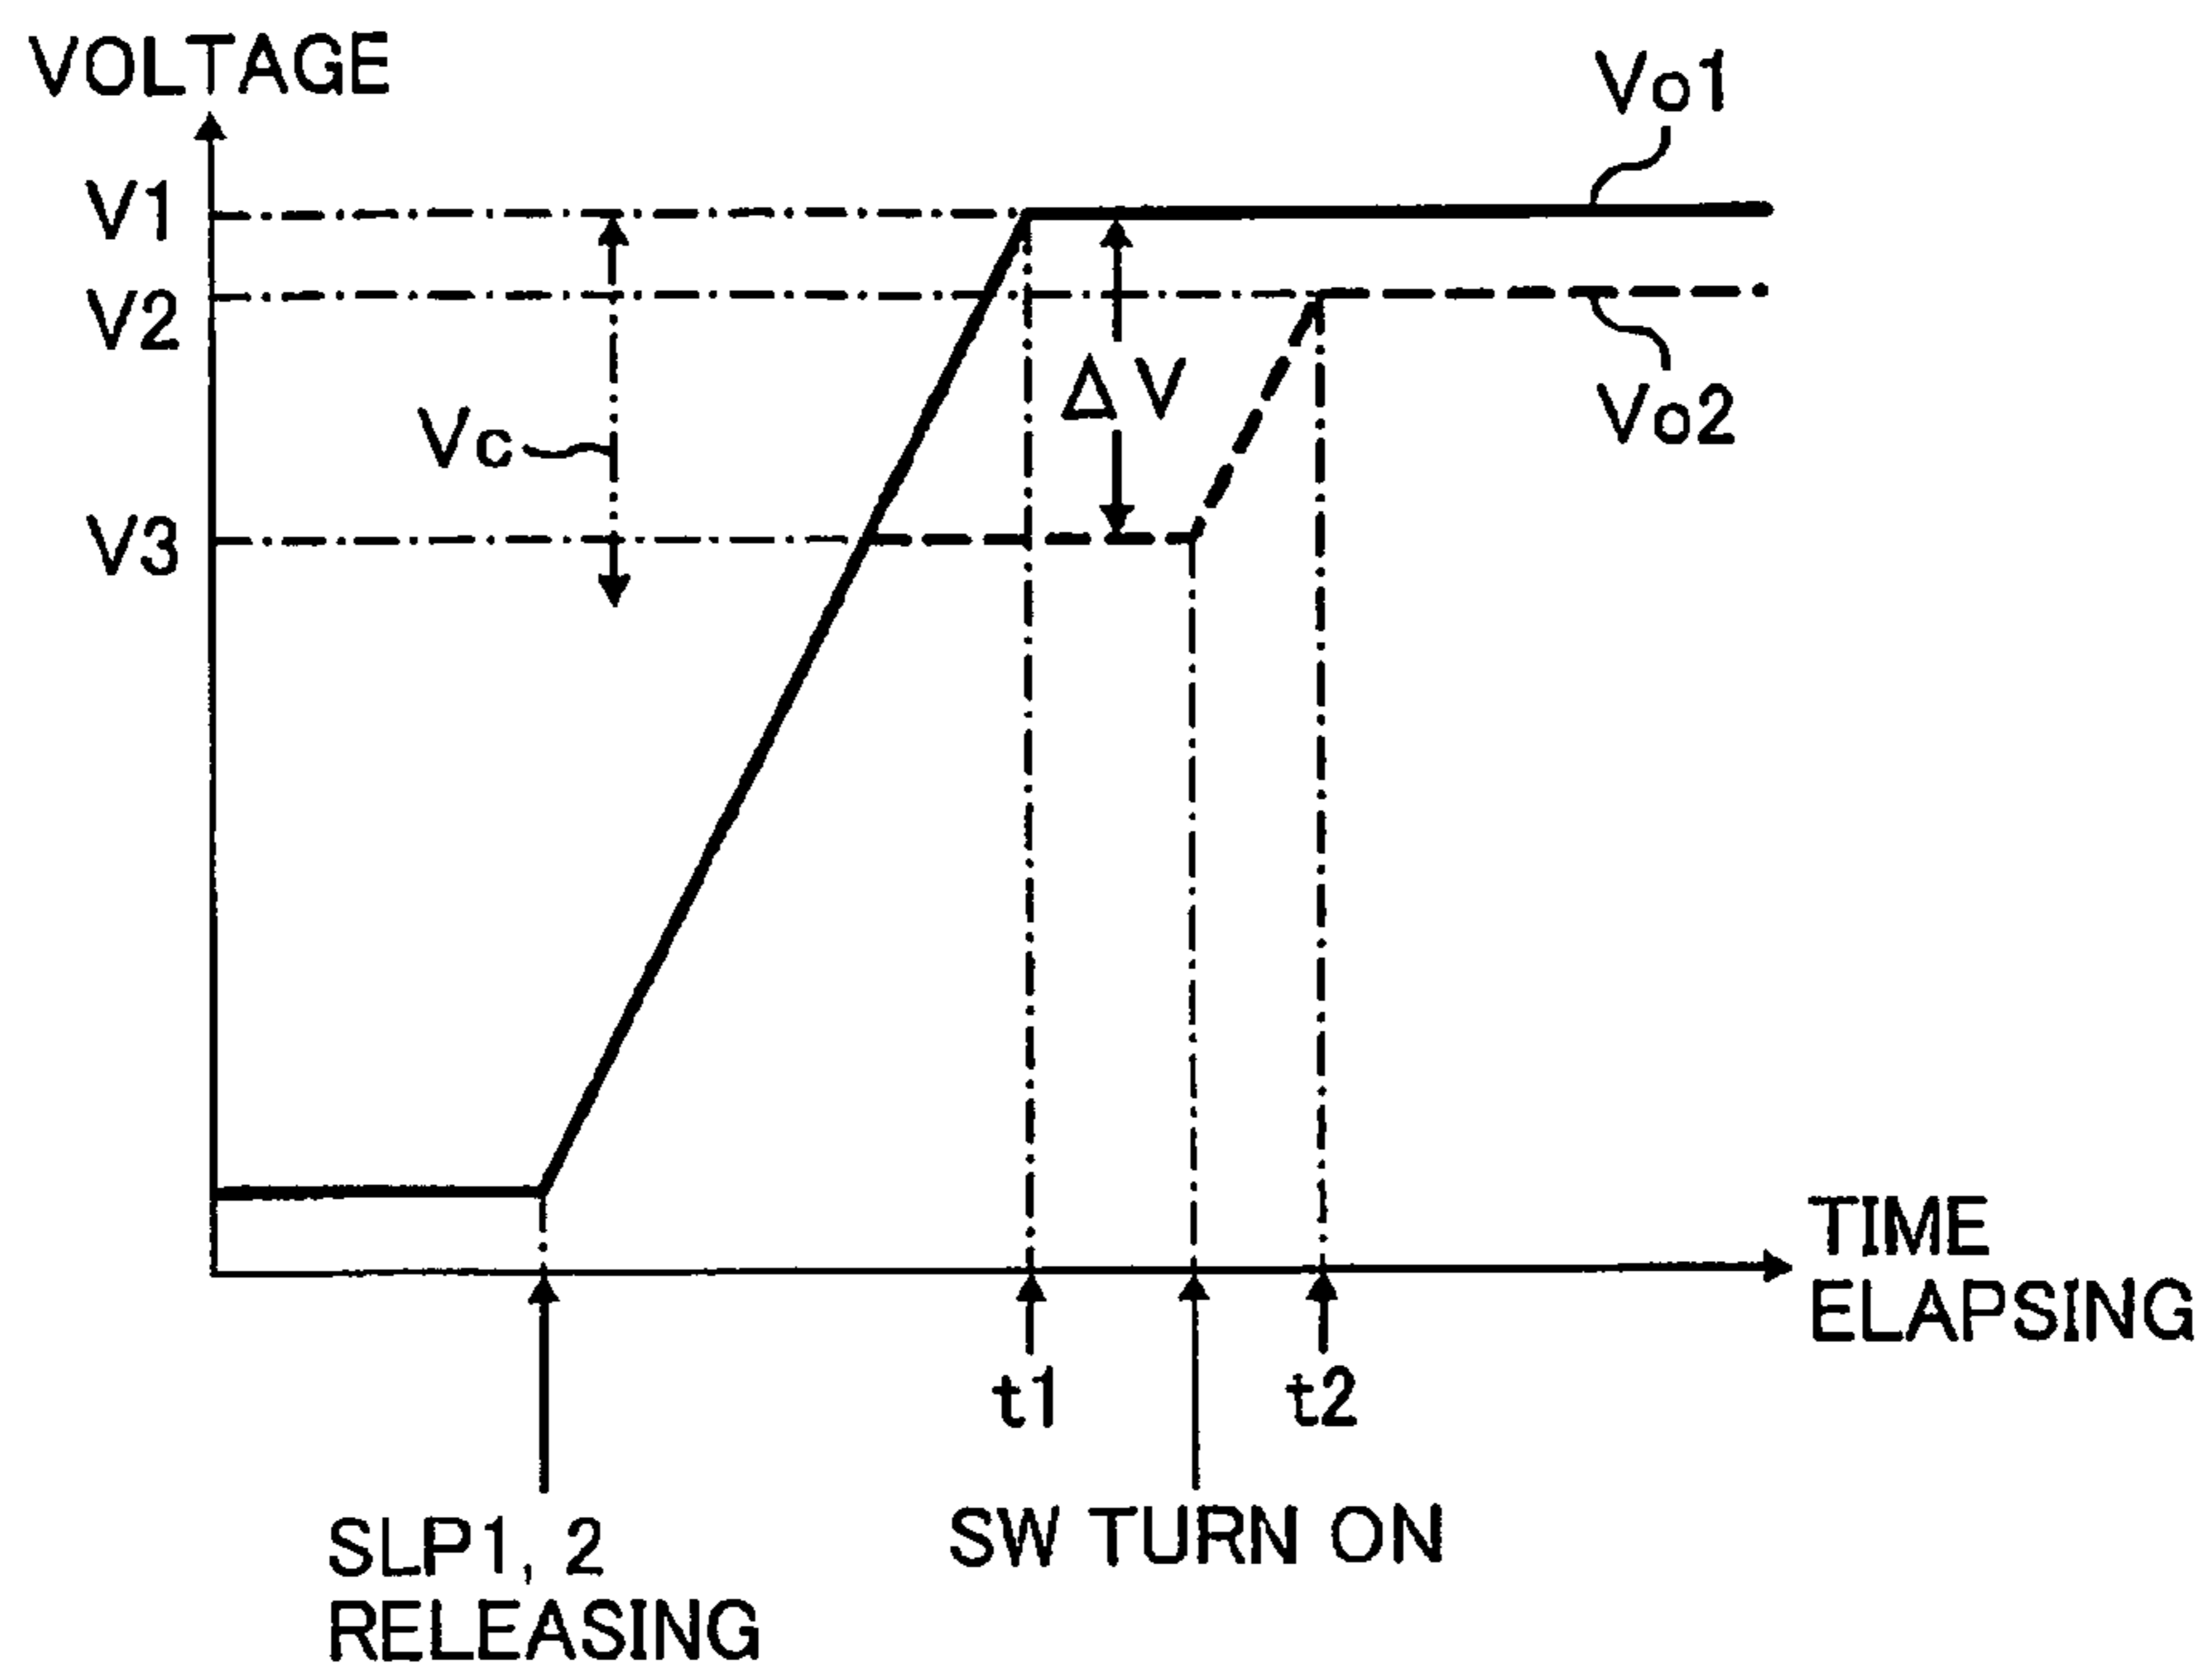 VOLTAGE
Vo1
V1
V2
ΔV
Vc
Vo2
V3
TIME
ELAPSING
t1
t2
SW TURN ON
SLP1, 2
RELEASING